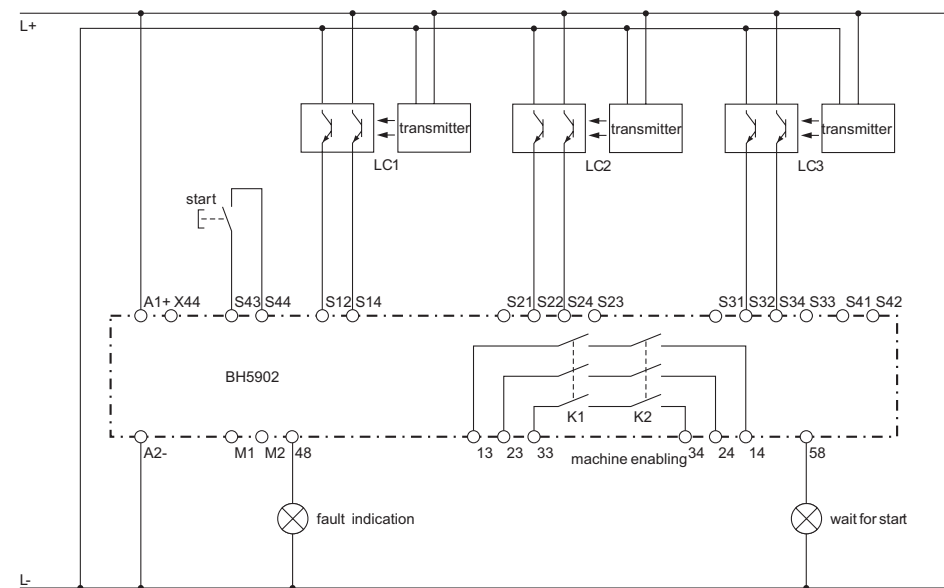 L+
transmitter
transmitter
transmitter
LC1
LC2
LC3
start
A1+ X44
S43 S44
S12 S14
S21 S22 S24 S23
S31 S32 S34 S33 S41 S42
BH5902
K1
K2
A2-
M1 M2 48
13 23 33
machine enabling
34 24 14
58
fault indication
wait for start
L-